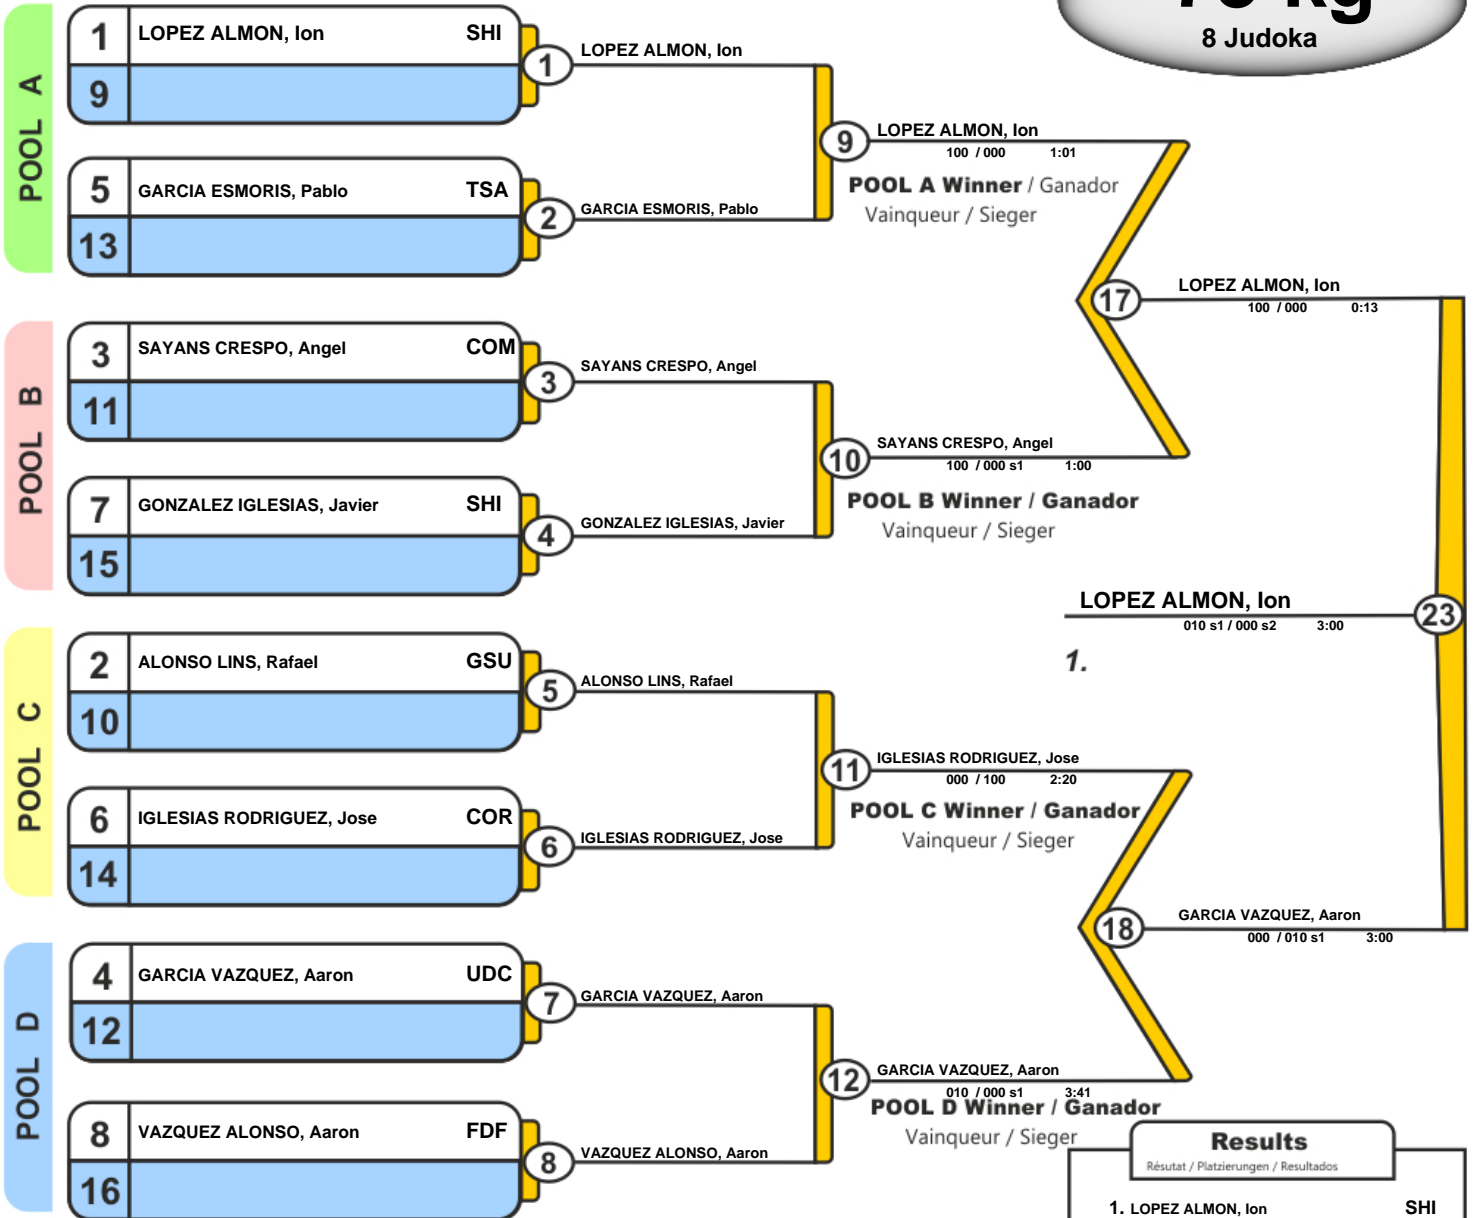 8 Judoka
POOL A
1 LOPEZ ALMON, Ion SHI
9
1
LOPEZ ALMON, Ion
5 GARCIA ESMORIS, Pablo TSA
13
2
GARCIA ESMORIS, Pablo
9
LOPEZ ALMON, Ion
100 / 000 1:01
POOL A Winner / Ganador
Vainqueur / Sieger
POOL B
3 SAYANS CRESPO, Angel COM
11
3
SAYANS CRESPO, Angel
7 GONZALEZ IGLESIAS, Javier SHI
15
4
GONZALEZ IGLESIAS, Javier
10
SAYANS CRESPO, Angel
100 / 000 s1 1:00
POOL B Winner / Ganador
Vainqueur / Sieger
17
LOPEZ ALMON, Ion
100 / 000 0:13
POOL C
2 ALONSO LINS, Rafael GSU
10
5
ALONSO LINS, Rafael
6 IGLESIAS RODRIGUEZ, Jose COR
14
6
IGLESIAS RODRIGUEZ, Jose
11
IGLESIAS RODRIGUEZ, Jose
000 / 100 2:20
POOL C Winner / Ganador
Vainqueur / Sieger
POOL D
4 GARCIA VAZQUEZ, Aaron UDC
12
7
GARCIA VAZQUEZ, Aaron
8 VAZQUEZ ALONSO, Aaron FDF
16
8
VAZQUEZ ALONSO, Aaron
12
GARCIA VAZQUEZ, Aaron
010 / 000 s1 3:41
POOL D Winner / Ganador
Vainqueur / Sieger
18
GARCIA VAZQUEZ, Aaron
000 / 010 s1 3:00
LOPEZ ALMON, Ion
23
010 s1 / 000 s2 3:00
1.
Results
Résutat / Platzierungen / Resultados
1. LOPEZ ALMON, Ion SHI